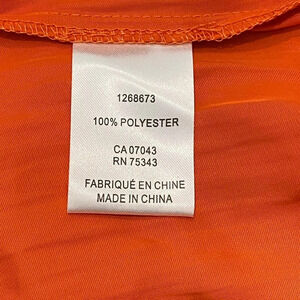 1268673
100% POLYESTER
CA 07043
RN 75343
FABRIQUÉ EN CHINE
MADE IN CHINA